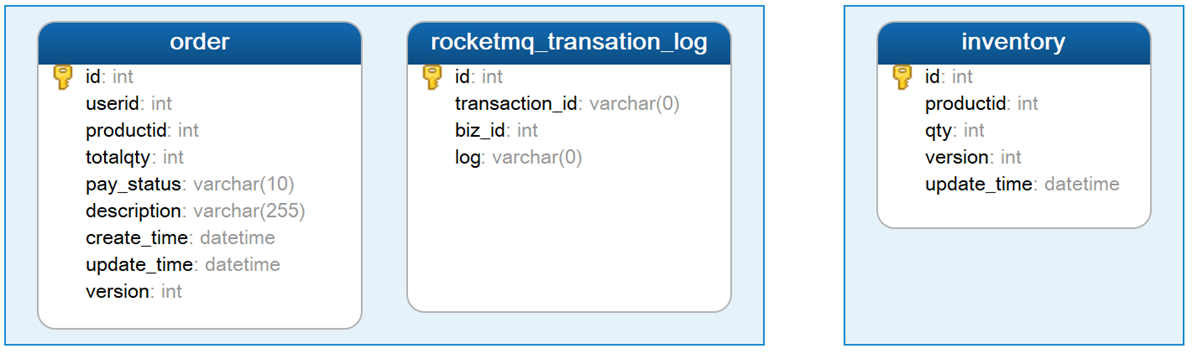 order
id: int
userid: int
productid: int
totalqty: int
pay_status: varchar(10)
description: varchar(255)
create_time: datetime
update_time: datetime
version: int
rocketmq_transation_log
id: int
transaction_id: varchar(0)
biz_id: int
log: varchar(0)
inventory
id: int
productid: int
qty: int
version: int
update_time: datetime